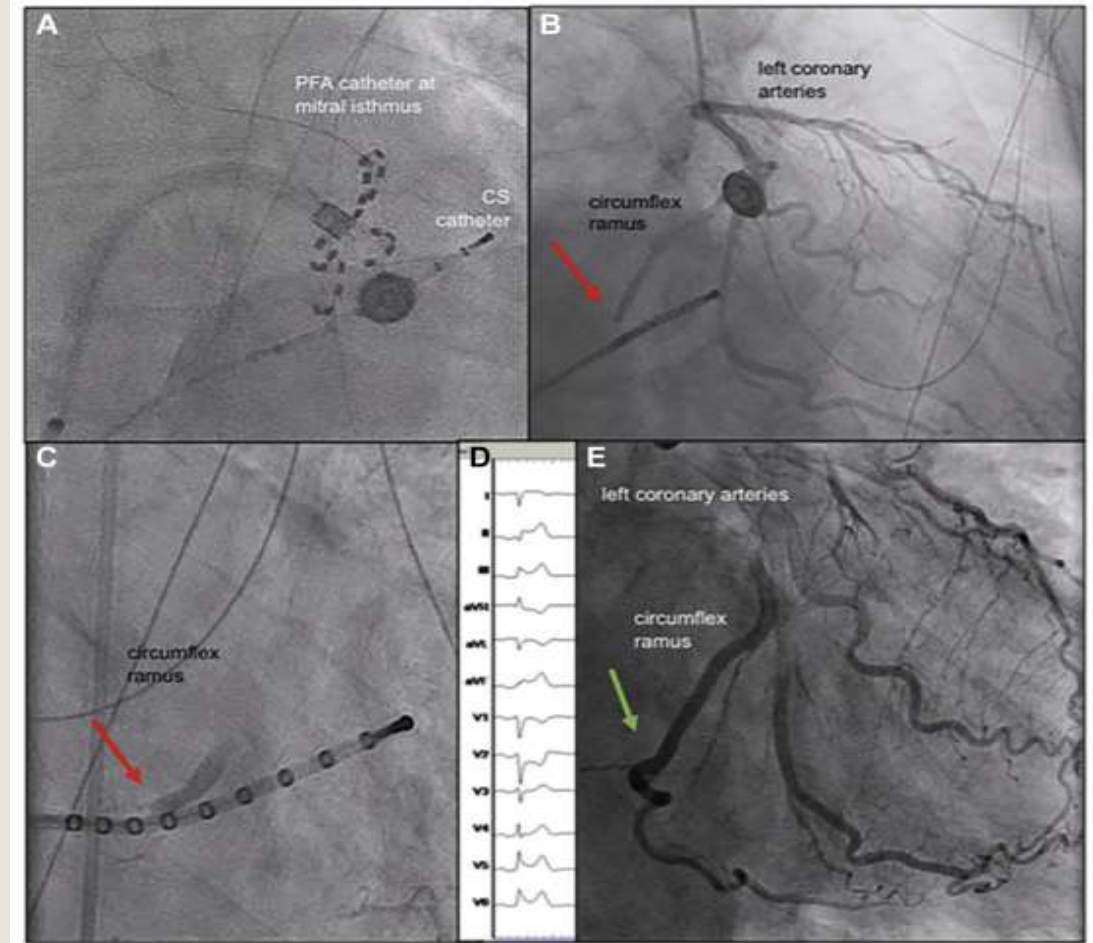 A
PFA catheter at
mitral isthmus
CS
catheter
B
left coronary
arteries
circumflex
ramus
C
circumflex
ramus
D
I
II
III
aVR
aVL
aVF
V1
V2
V3
V4
V5
V6
E
left coronary arteries
circumflex
ramus